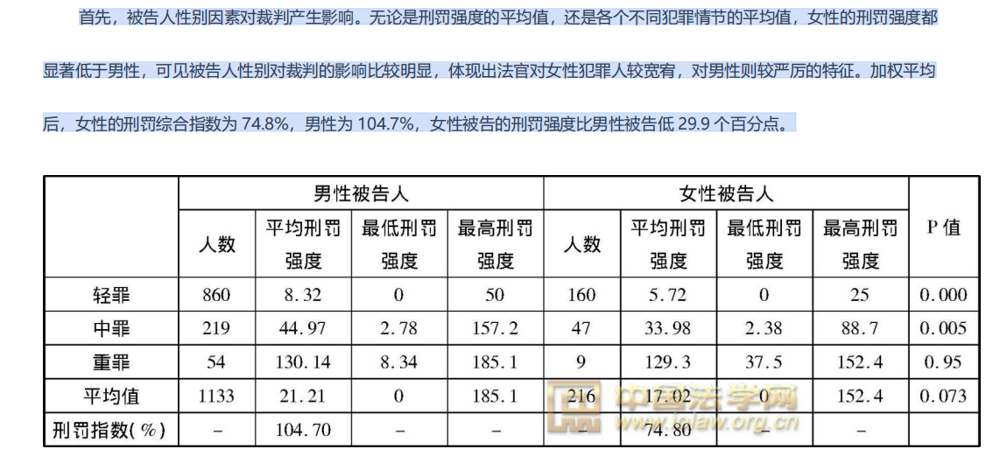 首先，被告人性别因素对裁判产生影响。无论是刑罚强度的平均值，还是各个不同犯罪情节的平均值，女性的刑罚强度都
显著低于男性，可见被告人性别对裁判的影响比较明显，体现出法官对女性犯罪人较宽宥，对男性则较严厉的特征。加权平均
后，女性的刑罚综合指数为 74.8%，男性为 104.7%，女性被告的刑罚强度比男性被告低 29.9 个百分点。
男性被告人 女性被告人 P 值
人数 平均刑罚强度 最低刑罚强度 最高刑罚强度 人数 平均刑罚强度 最低刑罚强度 最高刑罚强度
轻罪 860 8.32 0 50 160 5.72 0 25 0.000
中罪 219 44.97 2.78 157.2 47 33.98 2.38 88.7 0.005
重罪 54 130.14 8.34 185.1 9 129.3 37.5 152.4 0.95
平均值 1133 21.21 0 185.1 216 17.02 0 152.4 0.073
刑罚指数(%) － 104.70 － － － 74.80 － －
中国法学网
www.iolaw.org.cn